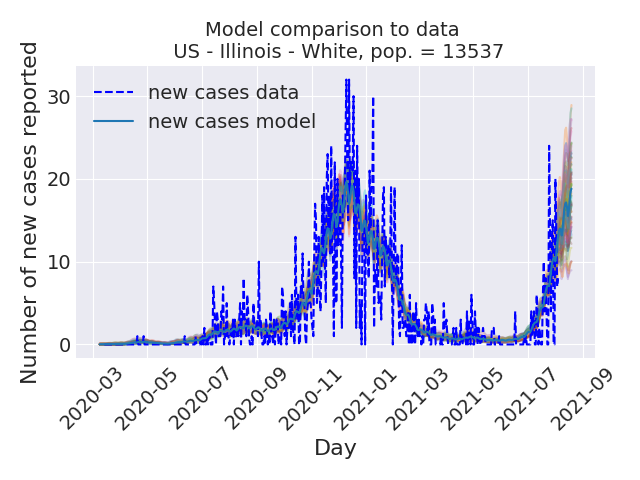 Model comparison to data
US - Illinois - White, pop. = 13537
Number of new cases reported
30
20
10
0
new cases data
new cases model
2020-03
2020-05
2020-07
2020-09
2020-11
2021-01
2021-03
2021-05
2021-07
2021-09
Day